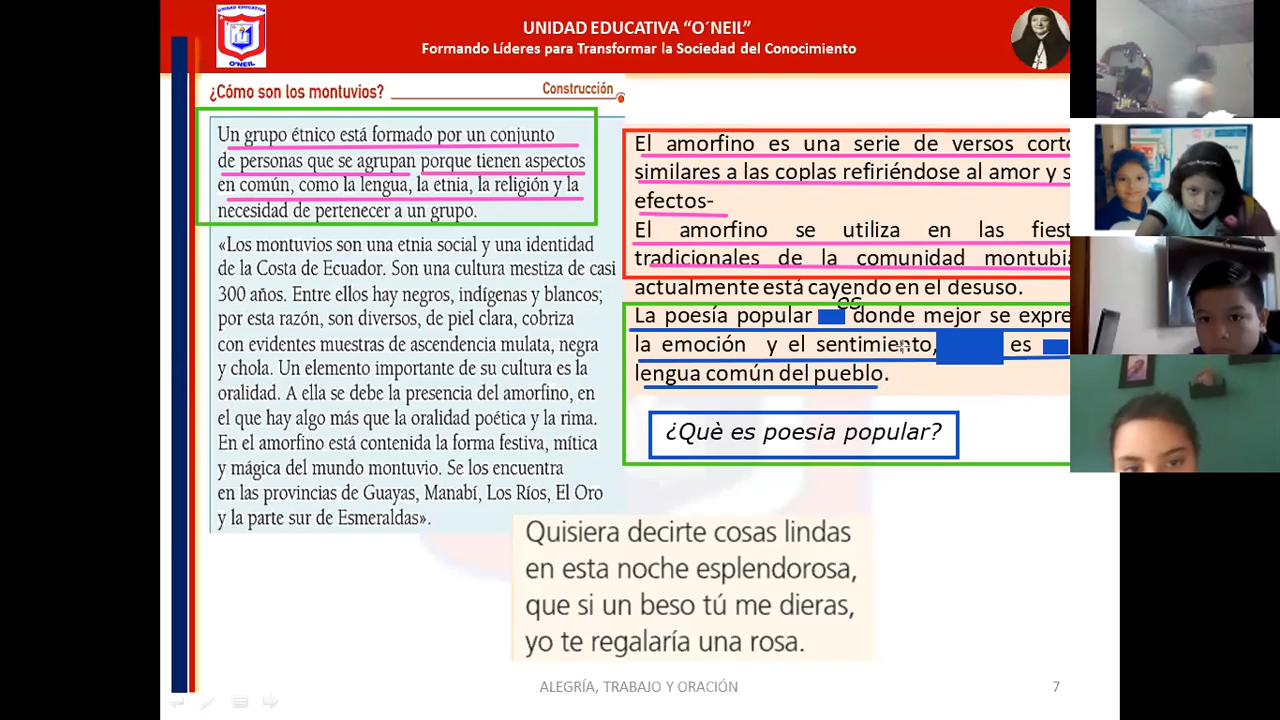 UNIDAD EDUCATIVA
O'NEIL
UNIDAD EDUCATIVA “O´NEIL”
Formando Líderes para Transformar la Sociedad del Conocimiento
¿Cómo son los montuvios?
Construcción
Un grupo étnico está formado por un conjunto
de personas que se agrupan porque tienen aspectos
en común, como la lengua, la etnia, la religión y la
necesidad de pertenecer a un grupo.
«Los montuvios son una etnia social y una identidad
de la Costa de Ecuador. Son una cultura mestiza de casi
300 años. Entre ellos hay negros, indígenas y blancos;
por esta razón, son diversos, de piel clara, cobriza
con evidentes muestras de ascendencia mulata, negra
y chola. Un elemento importante de su cultura es la
oralidad. A ella se debe la presencia del amorfino, en
el que hay algo más que la oralidad poética y la rima.
En el amorfino está contenida la forma festiva, mítica
y mágica del mundo montuvio. Se los encuentra
en las provincias de Guayas, Manabí, Los Ríos, El Oro
y la parte sur de Esmeraldas».
El amorfino es una serie de versos corto
similares a las coplas refiriéndose al amor y s
efectos-
El amorfino se utiliza en las fiest
tradicionales de la comunidad montubia
actualmente está cayendo en el desuso.
es
La poesía popular donde mejor se expre
la emoción y el sentimiento, es
lengua común del pueblo.
¿Què es poesia popular?
Quisiera decirte cosas lindas
en esta noche esplendorosa,
que si un beso tú me dieras,
yo te regalaría una rosa.
ALEGRÍA, TRABAJO Y ORACIÓN
7